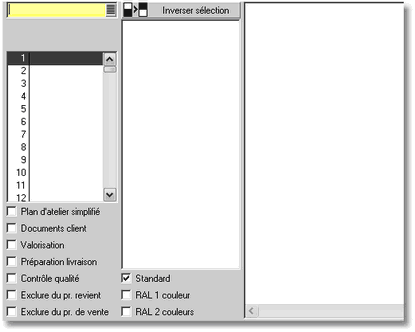 Inverser sélection
1
2
3
4
5
6
7
8
9
10
11
12
Plan d'atelier simplifié
Documents client
Valorisation
Préparation livraison
Contrôle qualité
Exclure du pr. revient
Exclure du pr. de vente
Standard
RAL 1 couleur
RAL 2 couleurs